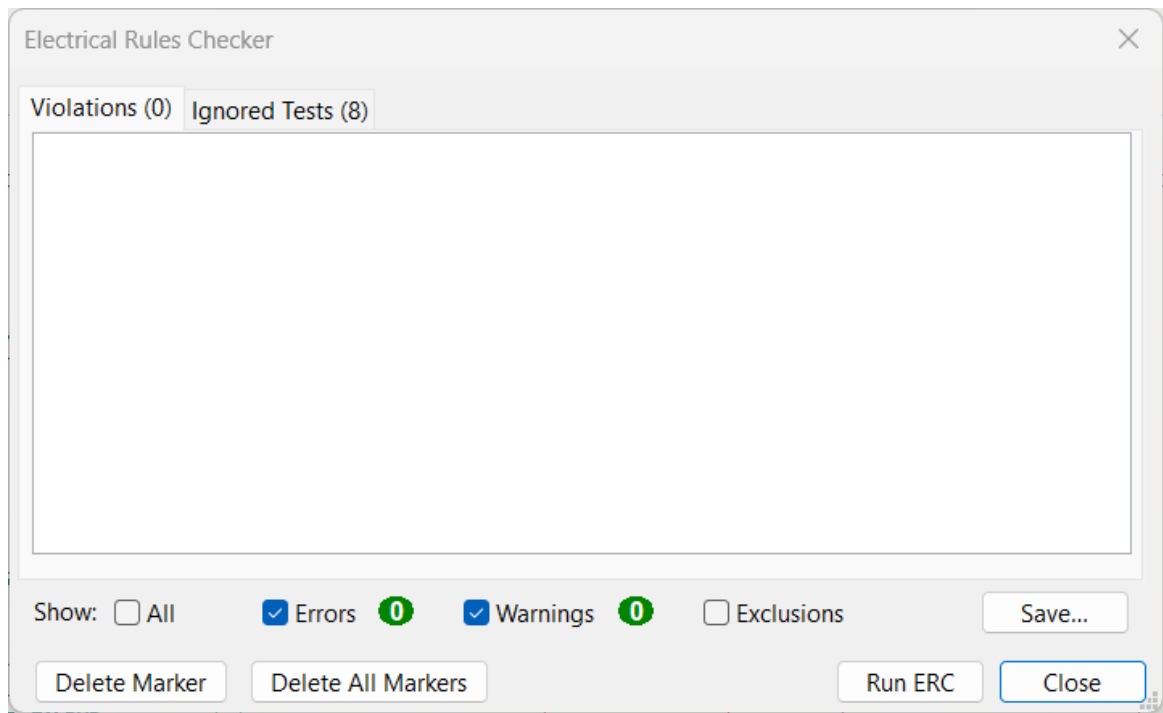 Electrical Rules Checker
Violations (0) Ignored Tests (8)
Show: All Errors 0 Warnings 0 Exclusions Save...
Delete Marker Delete All Markers Run ERC Close